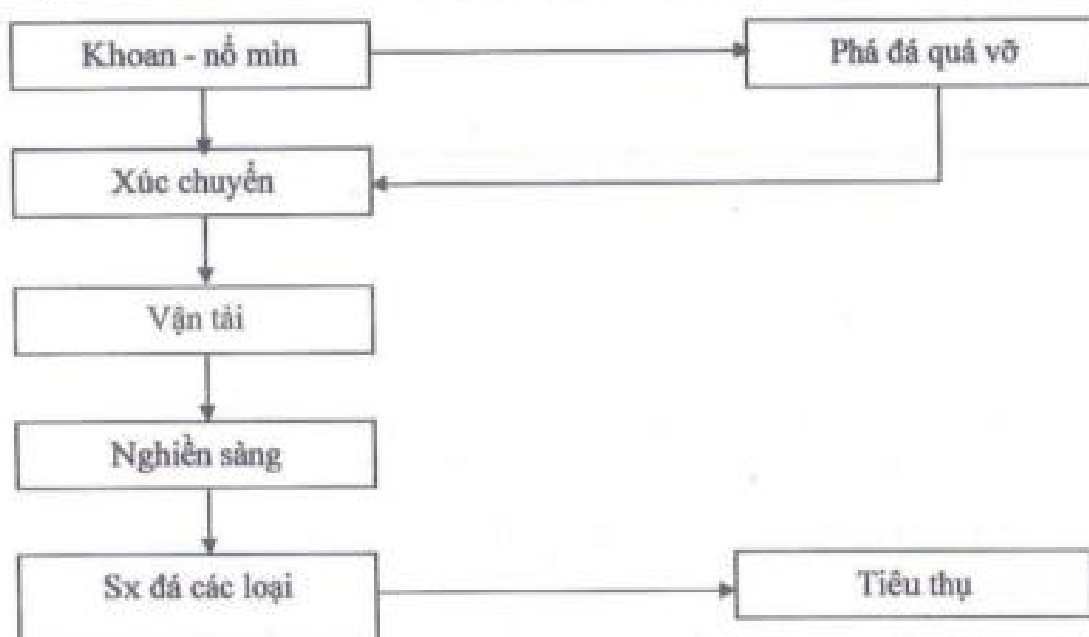 Khoan - nổ mìn
Phá đá quá vỡ
Xúc chuyển
Vận tải
Nghiền sàng
Sx đá các loại
Tiêu thụ